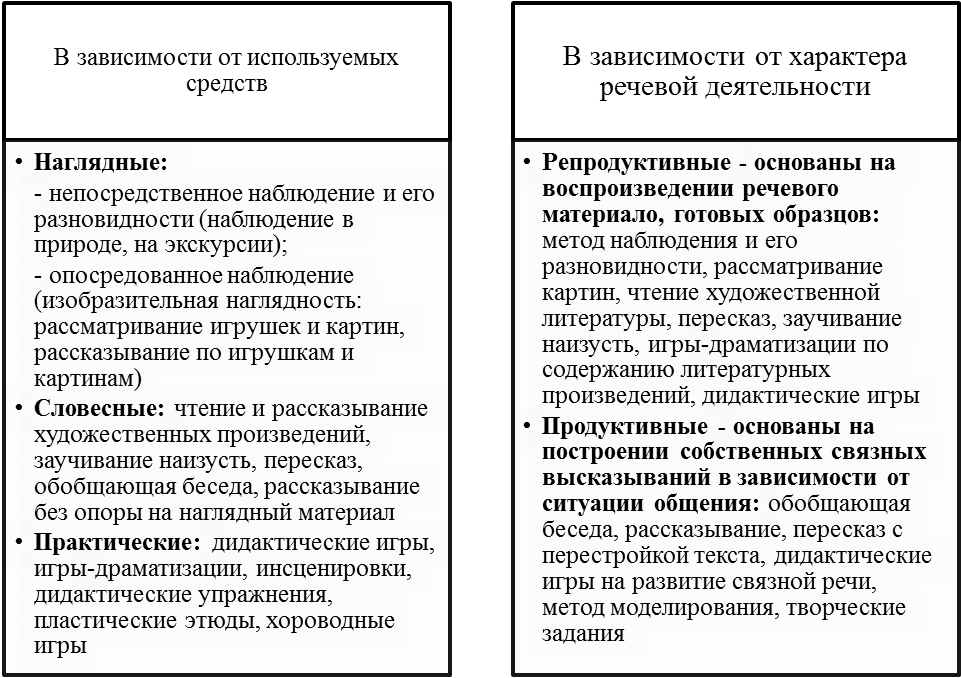 В зависимости от используемых
средств
• Наглядные:
- непосредственное наблюдение и его
разновидности (наблюдение в
природе, на экскурсии);
- опосредованное наблюдение
(изобразительная наглядность:
рассматривание игрушек и картин,
рассказывание по игрушкам и
картинам)
• Словесные: чтение и рассказывание
художественных произведений,
заучивание наизусть, пересказ,
обобщающая беседа, рассказывание
без опоры на наглядный материал
• Практические: дидактические игры,
игры-драматизации, инсценировки,
дидактические упражнения,
пластические этюды, хороводные
игры
В зависимости от характера
речевой деятельности
• Репродуктивные - основаны на
воспроизведении речевого
материало, готовых образцов:
метод наблюдения и его
разновидности, рассматривание
картин, чтение художественной
литературы, пересказ, заучивание
наизусть, игры-драматизации по
содержанию литературных
произведений, дидактические игры
• Продуктивные - основаны на
построении собственных связных
высказываний в зависимости от
ситуации общения: обобщающая
беседа, рассказывание, пересказ с
перестройкой текста, дидактические
игры на развитие связной речи,
метод моделирования, творческие
задания